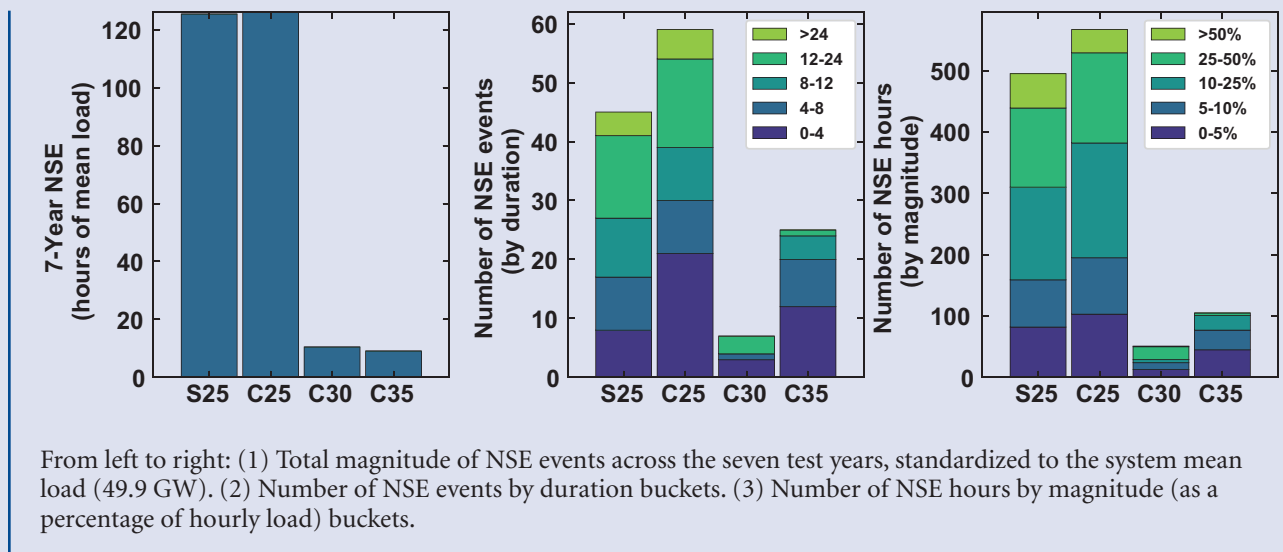 7-Year NSE
(hours of mean load)
120
100
80
60
40
20
0
S25 C25 C30 C35
Number of NSE events
(by duration)
60
50
40
30
20
10
0
>24
12-24
8-12
4-8
0-4
S25 C25 C30 C35
Number of NSE hours
(by magnitude)
500
400
300
200
100
0
>50%
25-50%
10-25%
5-10%
0-5%
S25 C25 C30 C35
From left to right: (1) Total magnitude of NSE events across the seven test years, standardized to the system mean
load (49.9 GW). (2) Number of NSE events by duration buckets. (3) Number of NSE hours by magnitude (as a
percentage of hourly load) buckets.